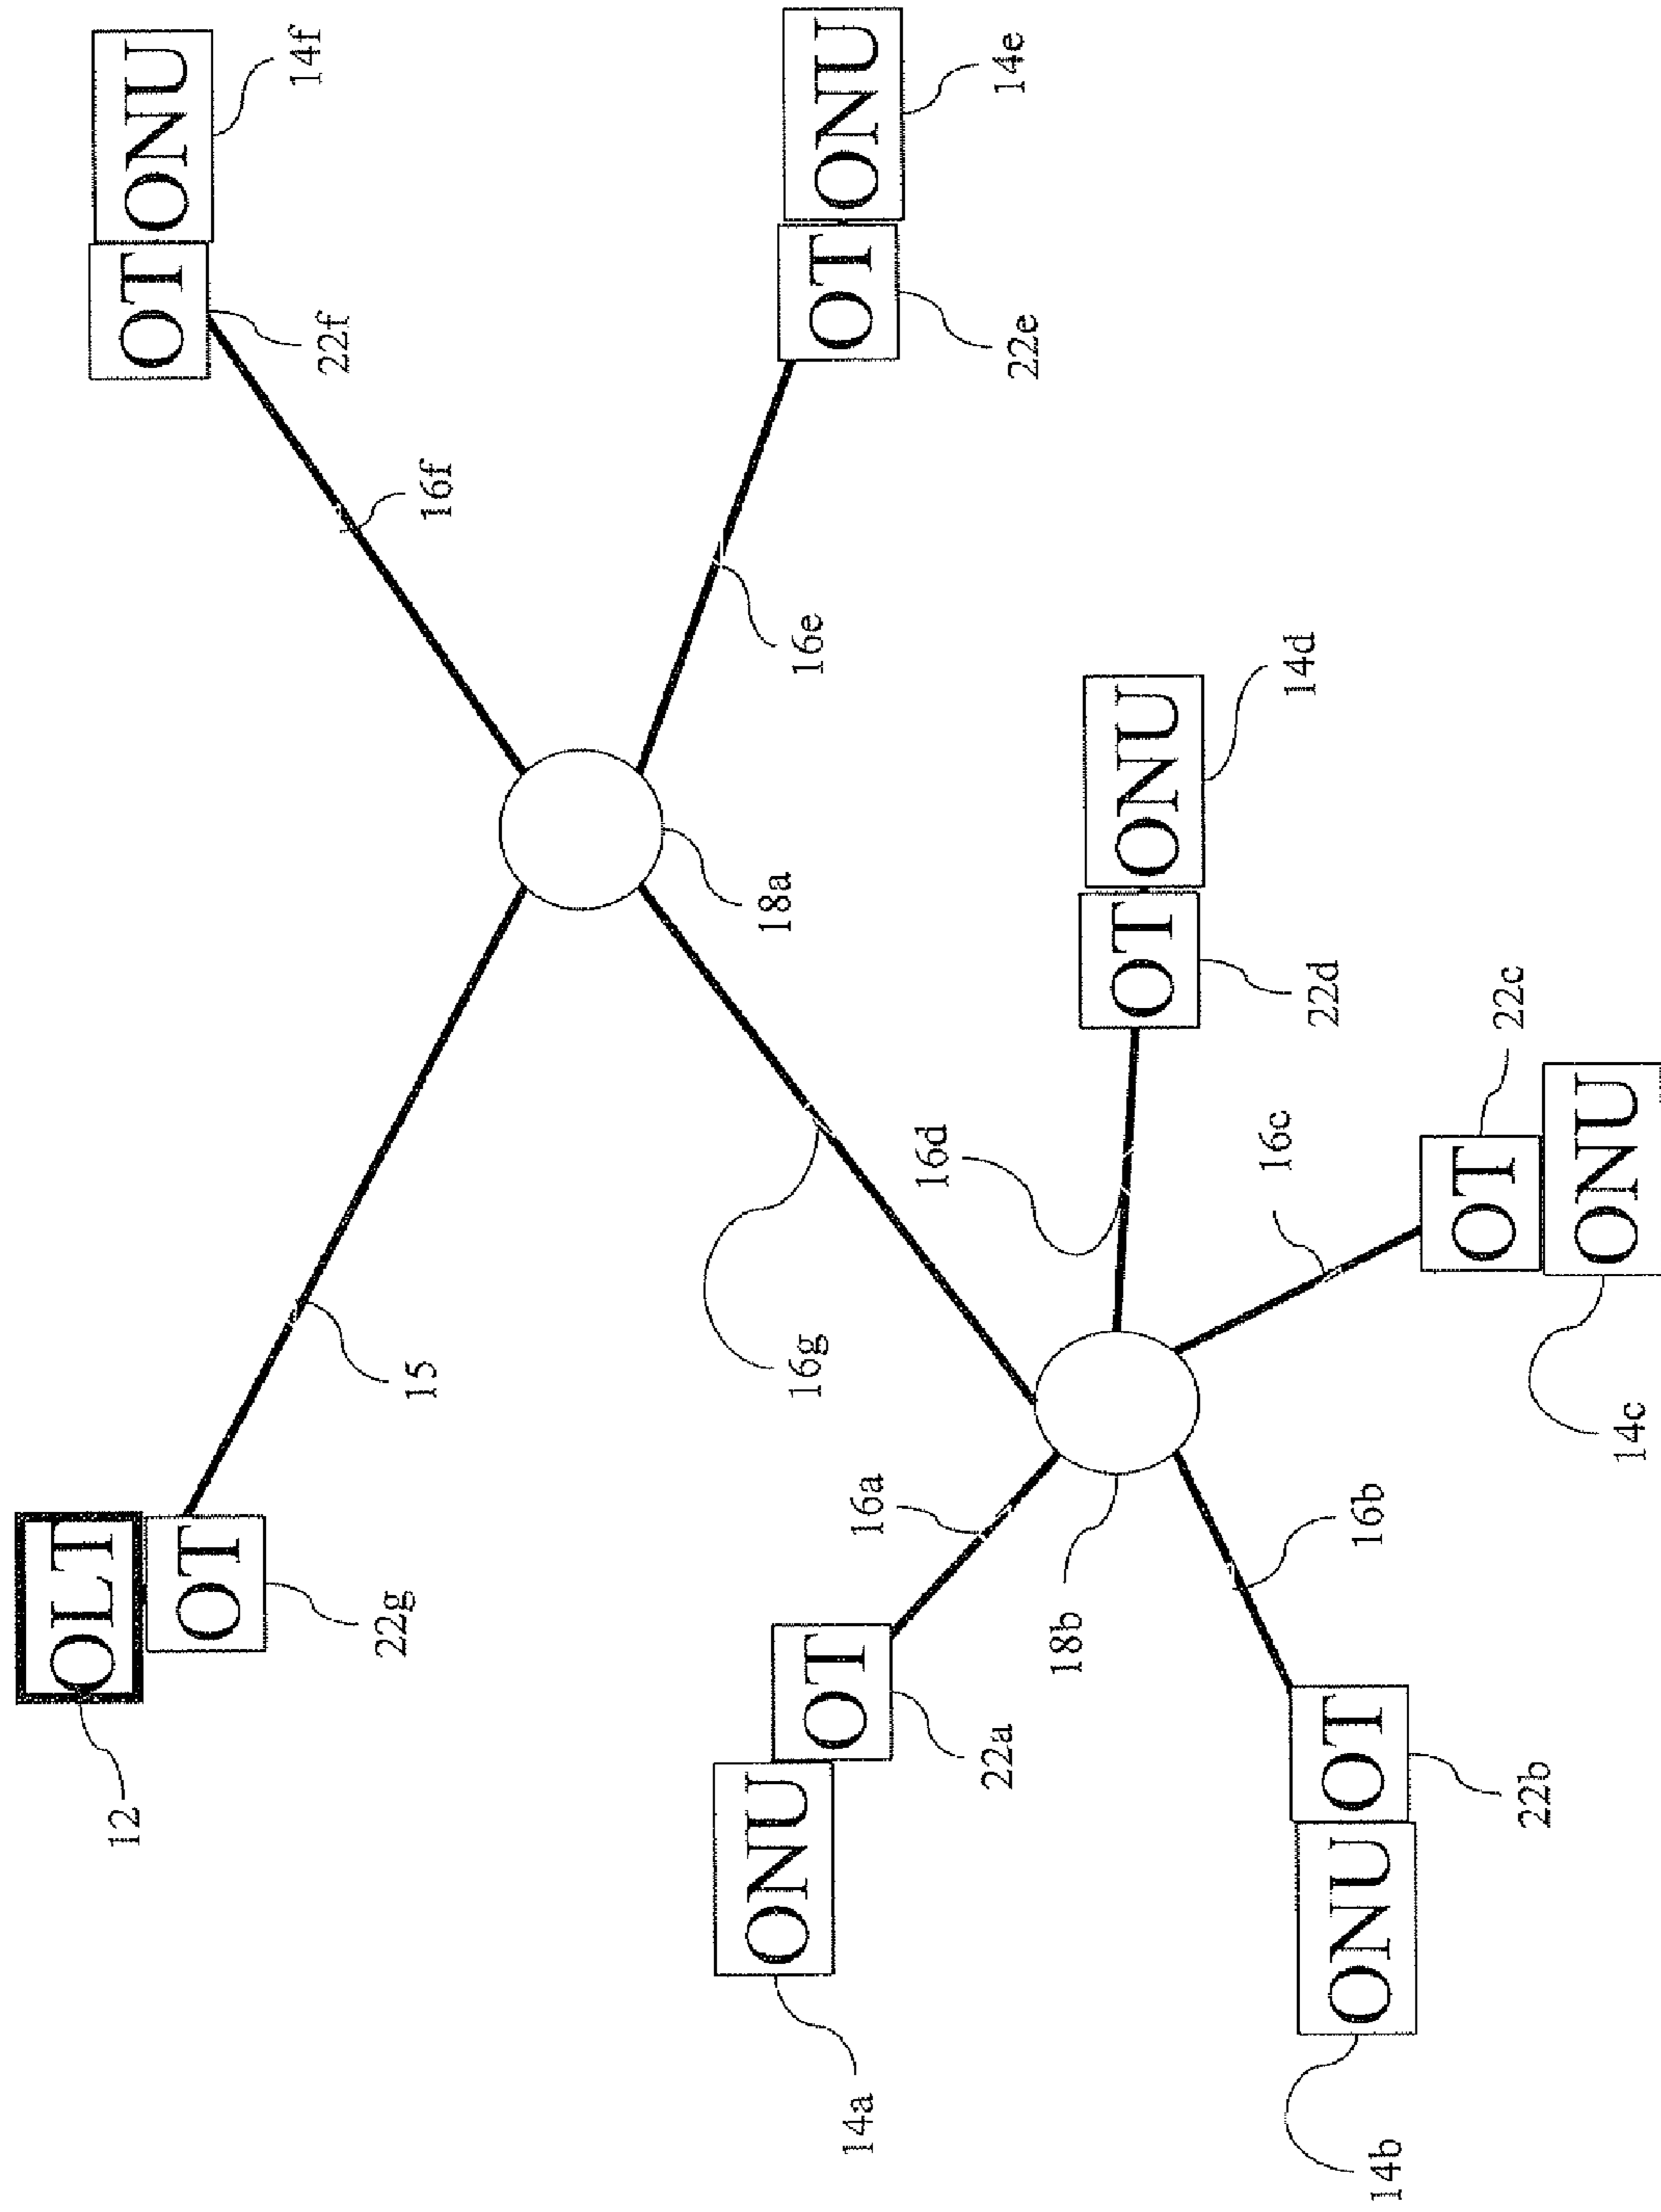 OLT
OT
ONU
12
OT
14f
22f
22g
15
16f
ONU
OT
16g
16e
18a
OT
ONU
14a
16a
16d
22a
22e
14e
18b
OT
ONU
16c
14d
22d
ONU
OT
16b
14b
22b
OT
22c
ONU
14c